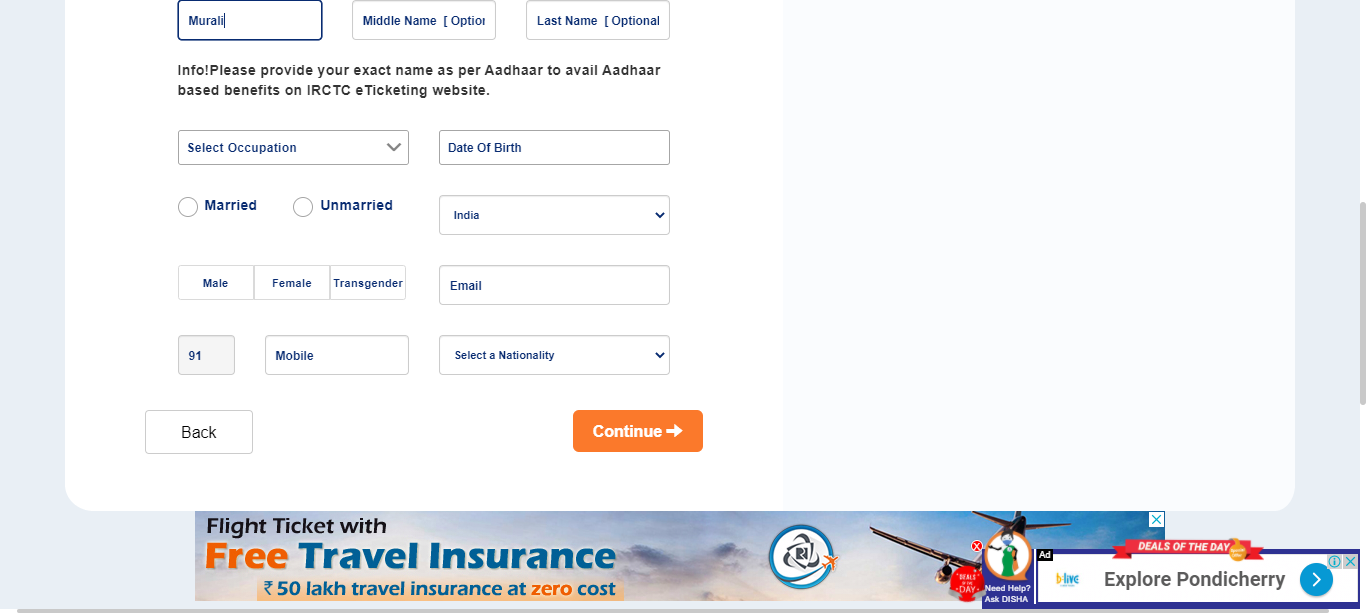 Murali
Middle Name [ Option
Last Name [ Optional
Info!Please provide your exact name as per Aadhaar to avail Aadhaar
based benefits on IRCTC eTicketing website.
Select Occupation
Date Of Birth
Married
Unmarried
India
Male
Female
Transgender
Email
91
Mobile
Select a Nationality
Back
Continue
Flight Ticket with
Free Travel Insurance
₹ 50 lakh travel insurance at zero cost
DEALS
OF THE
DAY
Need Help?
Ask DISHA
Ad
DEALS OF THE DAY
b:live
Explore Pondicherry